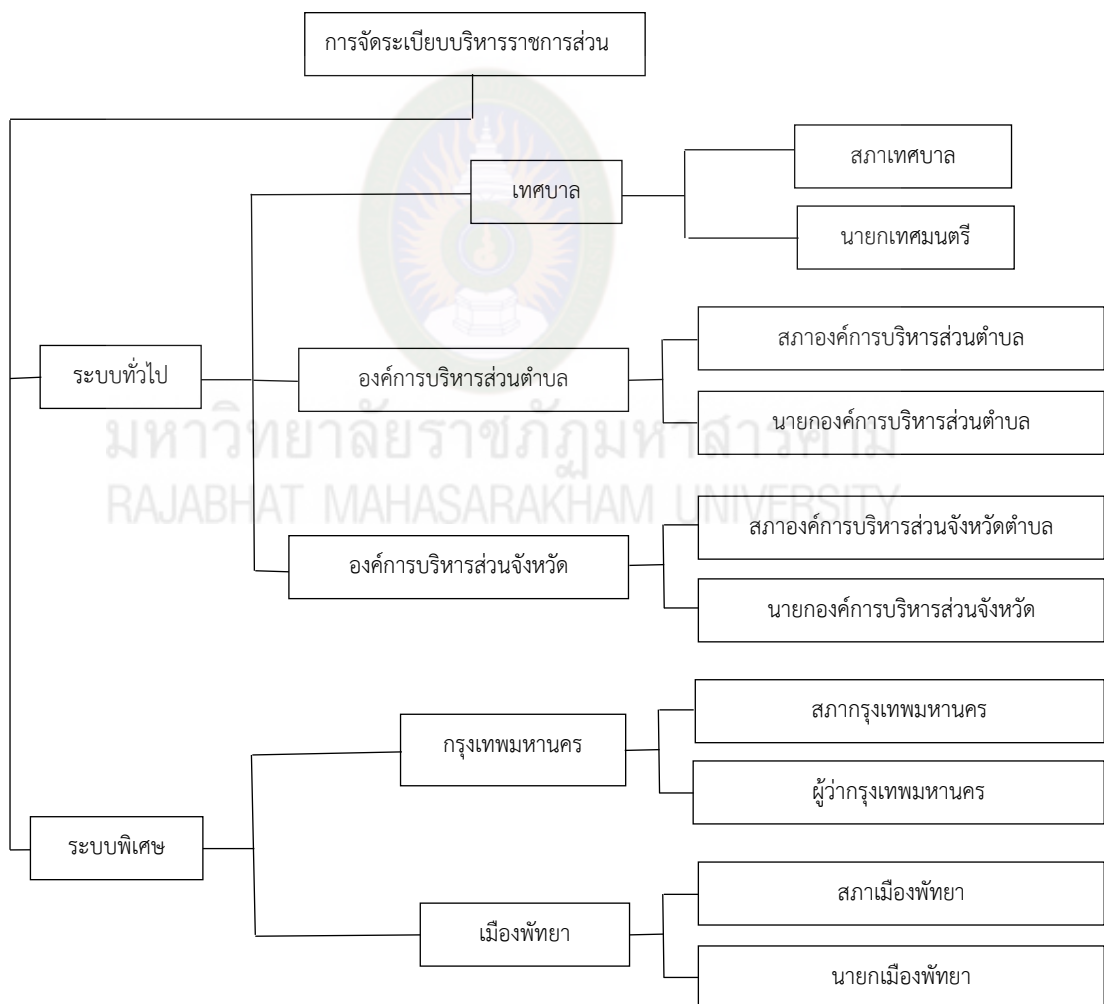 การจัดระเบียบบริหารราชการส่วน
เทศบาล
สภาเทศบาล
นายกเทศมนตรี
ระบบทั่วไป
องค์การบริหารส่วนตำบล
สภาองค์การบริหารส่วนตำบล
นายกองค์การบริหารส่วนตำบล
มหาวิทยาลัยราชภัฏมหาสารคาม
RAJABHAT MAHASARAKHAM UNIVERSITY
องค์การบริหารส่วนจังหวัด
สภาองค์การบริหารส่วนจังหวัดตำบล
นายกองค์การบริหารส่วนจังหวัด
ระบบพิเศษ
กรุงเทพมหานคร
สภากรุงเทพมหานคร
ผู้ว่ากรุงเทพมหานคร
เมืองพัทยา
สภาเมืองพัทยา
นายกเมืองพัทยา